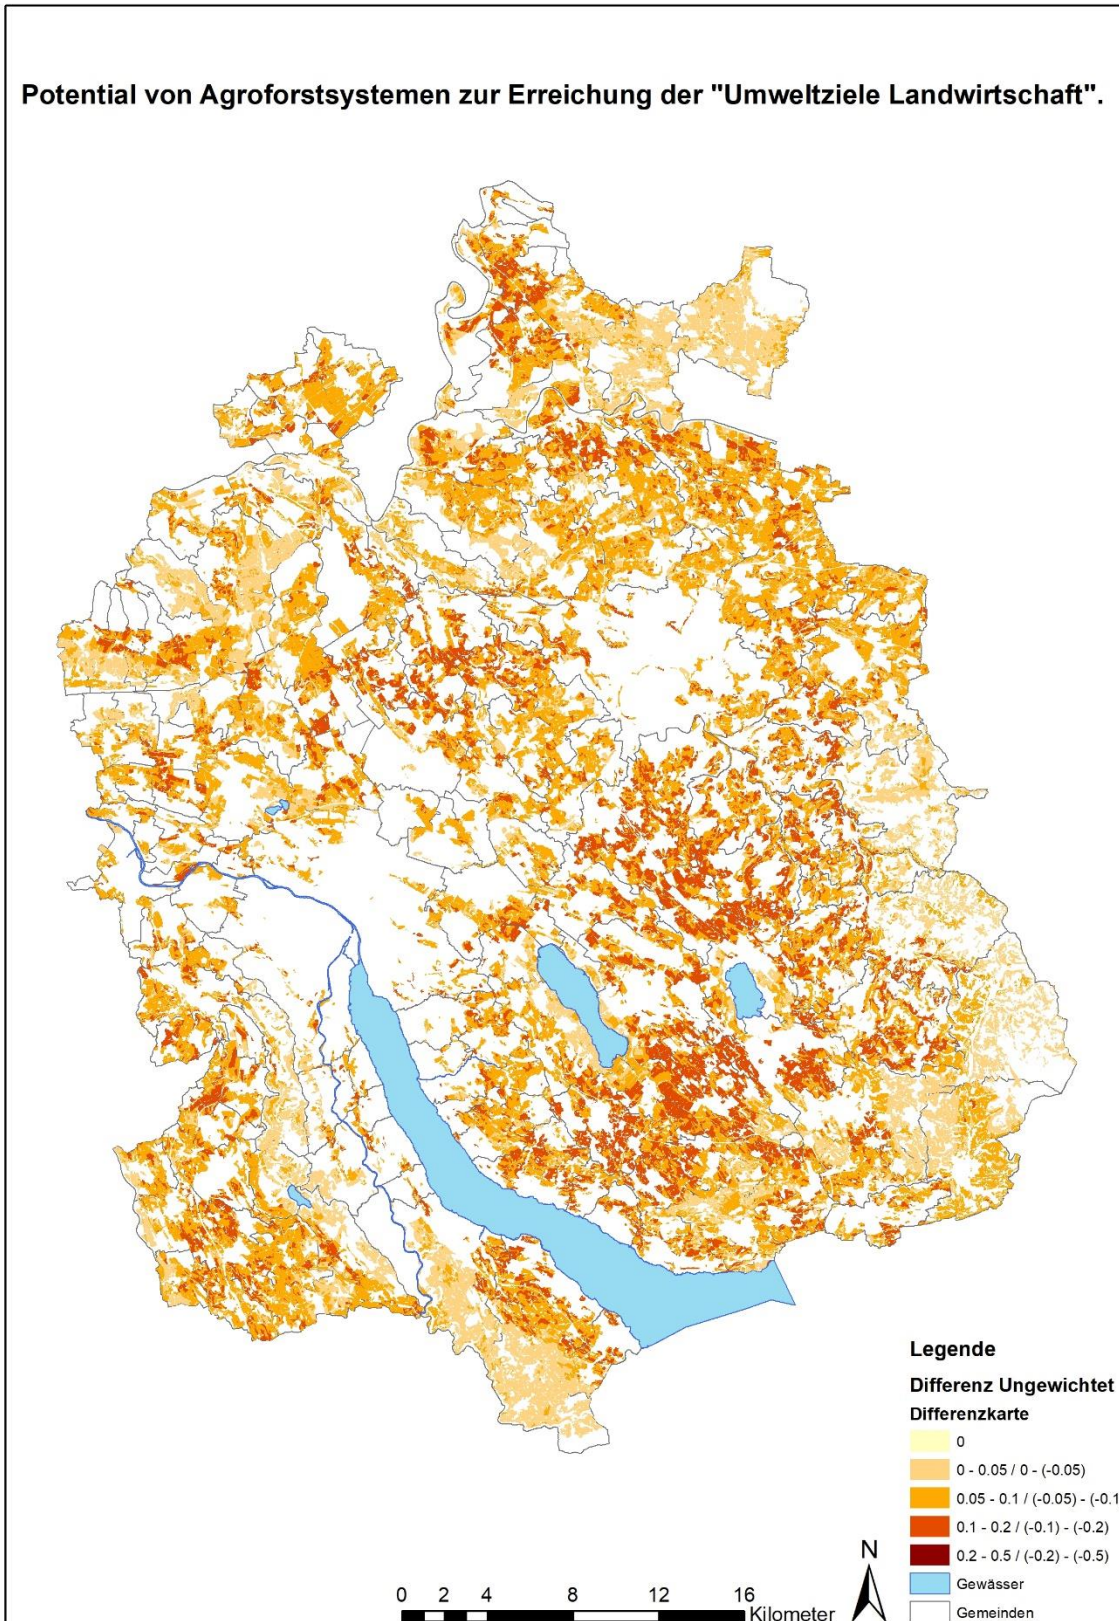 Potential von Agroforstsystemen zur Erreichung der "Umweltziele Landwirtschaft".
Legende
Differenz Ungewichtet
Differenzkarte
0
0 - 0.05 / 0 - (-0.05)
0.05 - 0.1 / (-0.05) - (-0.1
0.1 - 0.2 / (-0.1) - (-0.2)
0.2 - 0.5 / (-0.2) - (-0.5)
Gewässer
Gemeinden
N
0 2 4 8 12 16
Kilometer